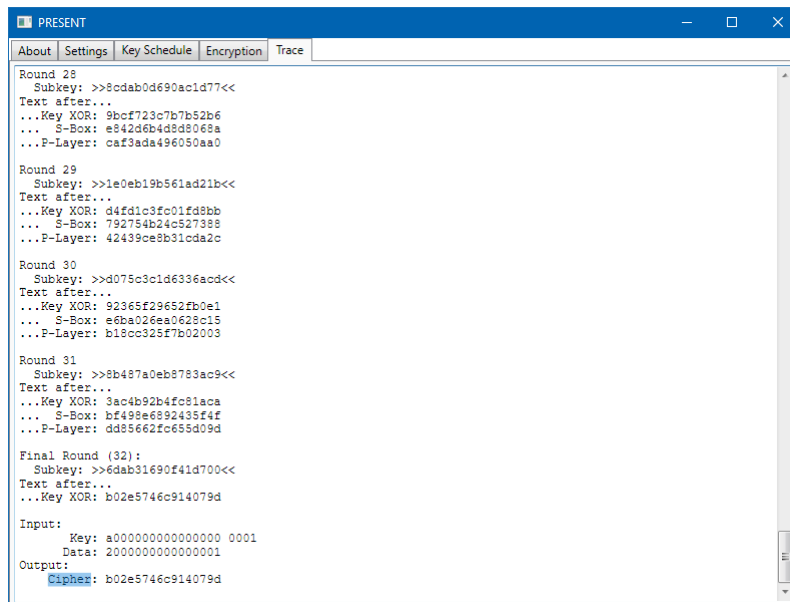 PRESENT
About Settings Key Schedule Encryption Trace
Round 28
Subkey: >>8cdab0d690ac1d77<<
Text after...
...Key XOR: 9bcf723c7b7b52b6
... S-Box: e842d6b4d8d8068a
...P-Layer: caf3ada496050aa0
Round 29
Subkey: >>1e0eb19b561ad21b<<
Text after...
...Key XOR: d4fd1c3fc01fd8bb
... S-Box: 792754b24c527388
...P-Layer: 42439ce8b31cda2c
Round 30
Subkey: >>d075c3c1d6336acd<<
Text after...
...Key XOR: 92365f29652fb0e1
... S-Box: e6ba026ea0628c15
...P-Layer: b18cc325f7b02003
Round 31
Subkey: >>8b487a0eb8783ac9<<
Text after...
...Key XOR: 3ac4b92b4fc81aca
... S-Box: bf498e6892435f4f
...P-Layer: dd85662fc655d09d
Final Round (32):
Subkey: >>6dab31690f41d700<<
Text after...
...Key XOR: b02e5746c914079d
Input:
Key: a000000000000000 0001
Data: 2000000000000001
Output:
Cipher: b02e5746c914079d